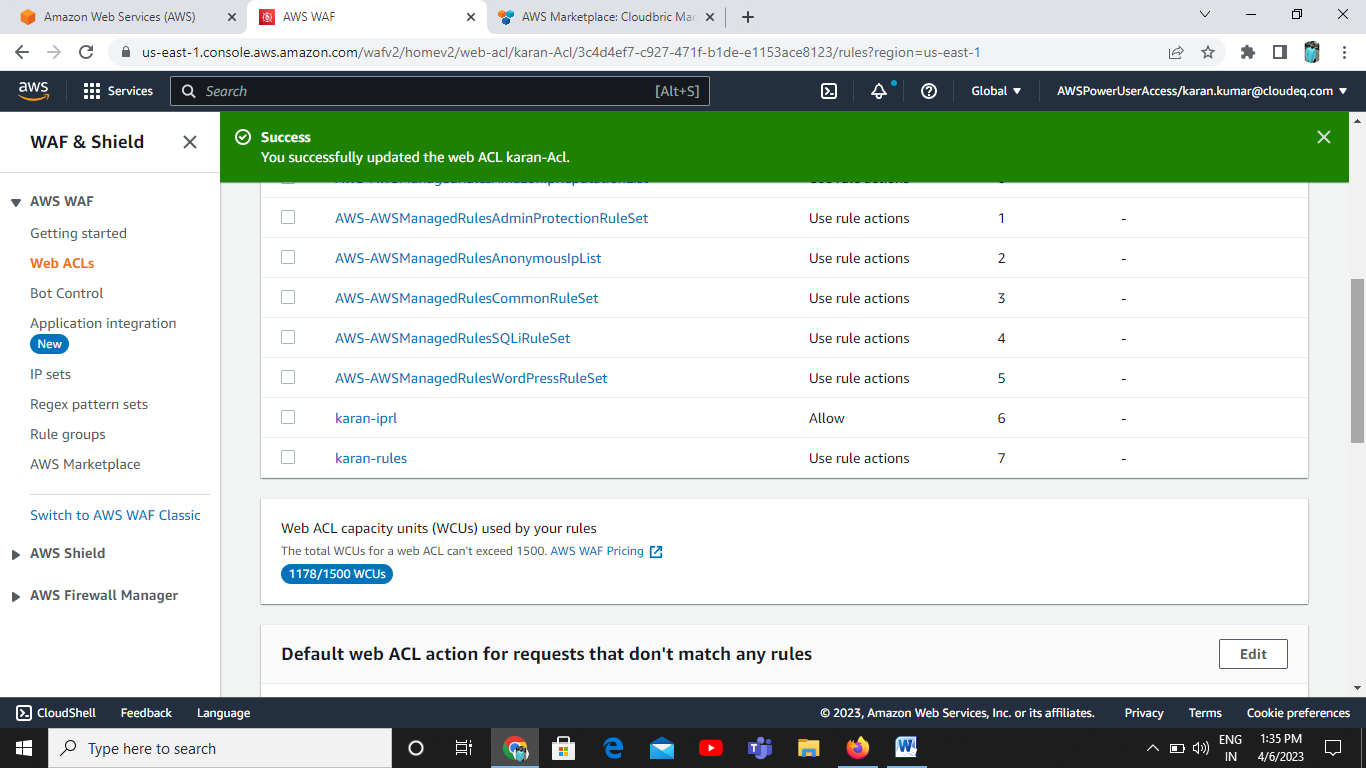 Amazon Web Services (AWS)
AWS WAF
AWS Marketplace: Cloudbric Mar
us-east-1.console.aws.amazon.com/wafv2/homev2/web-acl/karan-Acl/3c4d4ef7-c927-471f-b1de-e1153ace8123/rules?region=us-east-1
aws
Services
Search
[Alt+S]
Global
AWSPowerUserAccess/karan.kumar@cloudeq.com
WAF & Shield
AWS WAF
Getting started
Web ACLs
Bot Control
Application integration
New
IP sets
Regex pattern sets
Rule groups
AWS Marketplace
Switch to AWS WAF Classic
AWS Shield
AWS Firewall Manager
Success
You successfully updated the web ACL karan-Acl.
AWS-AWSManagedRulesAdminProtectionRuleSet Use rule actions 1 -
AWS-AWSManagedRulesAnonymousIpList Use rule actions 2 -
AWS-AWSManagedRulesCommonRuleSet Use rule actions 3 -
AWS-AWSManagedRulesSQLiRuleSet Use rule actions 4 -
AWS-AWSManagedRulesWordPressRuleSet Use rule actions 5 -
karan-iprl Allow 6 -
karan-rules Use rule actions 7 -
Web ACL capacity units (WCUs) used by your rules
The total WCUs for a web ACL can't exceed 1500. AWS WAF Pricing
1178/1500 WCUs
Default web ACL action for requests that don't match any rules
Edit
CloudShell
Feedback
Language
© 2023, Amazon Web Services, Inc. or its affiliates.
Privacy
Terms
Cookie preferences
Type here to search
ENG
IN
1:35 PM
4/6/2023